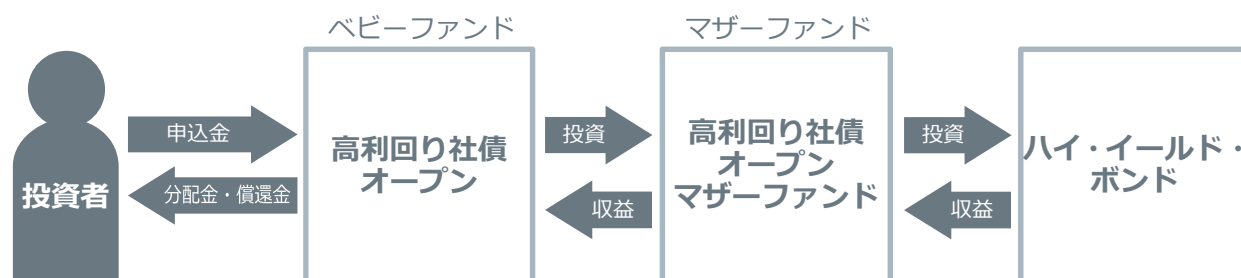 ベビーファンド
マザーファンド
申込金
分配金・償還金
投資者
高利回り社債
オープン
投資
収益
高利回り社債
オープン
マザーファンド
投資
収益
ハイ・イールド・
ボンド